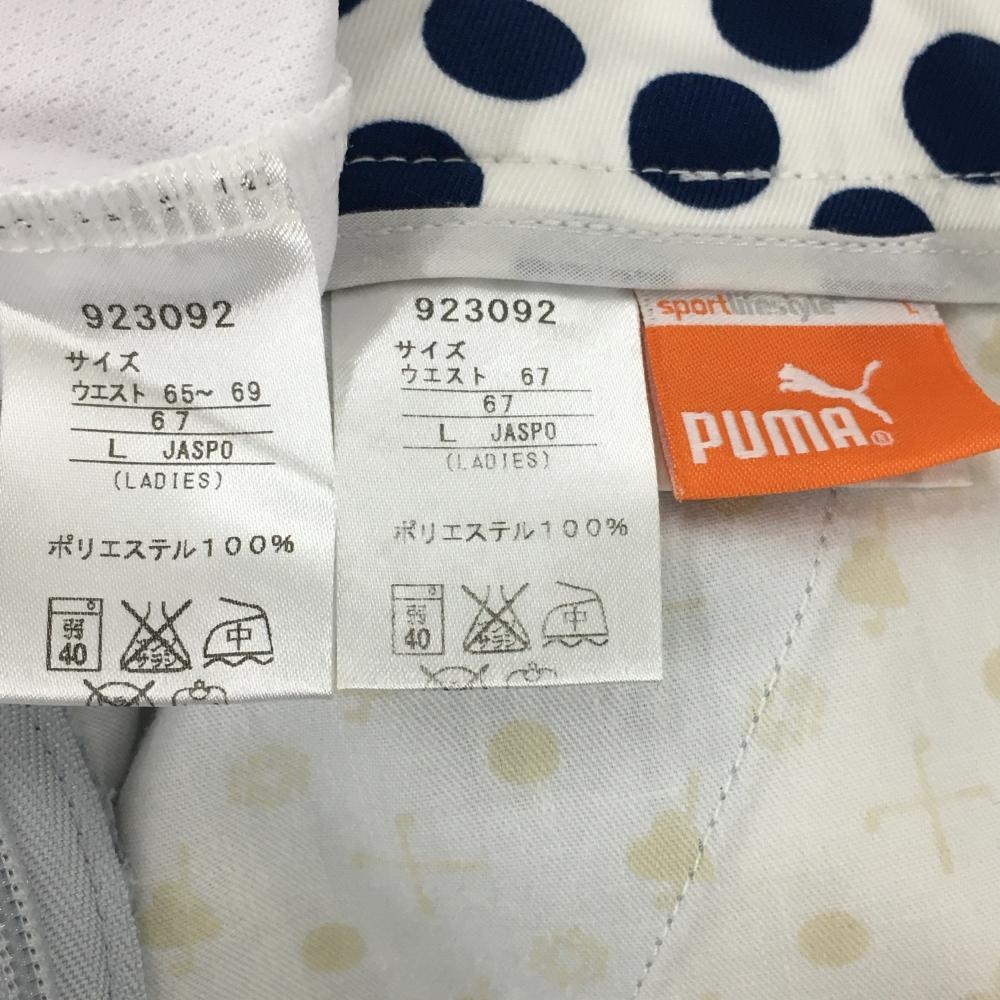 923092
サイズ
ウエスト 65~ 69
67
L JASPO
(LADIES)
ポリエステル100%
弱
40
中
923092
サイズ
ウエスト 67
67
L JASPO
(LADIES)
ポリエステル100%
弱
40
中
sportlifestyle L
PUMA